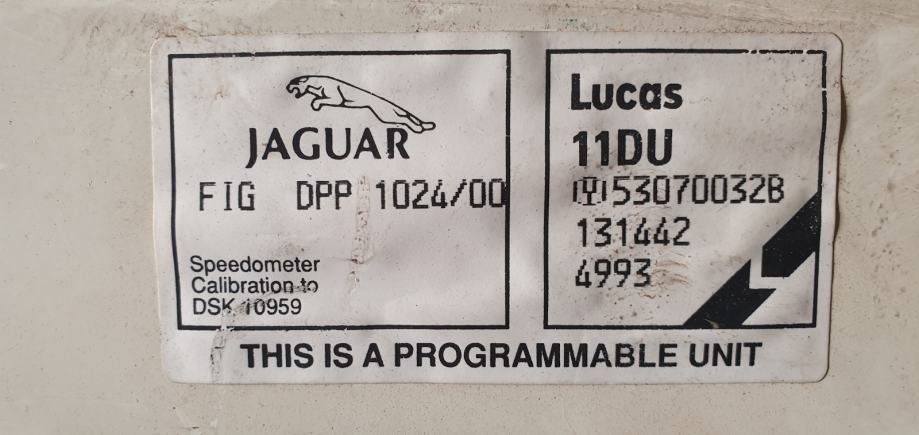 JAGUAR
FIG DPP 1024/00
Speedometer
Calibration to
DSK 10959
Lucas
11DU
Y 53070032B
131442
4993
THIS IS A PROGRAMMABLE UNIT